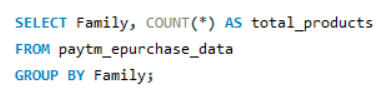 SELECT Family, COUNT(*) AS total_products
FROM paytm_epurchase_data
GROUP BY Family;